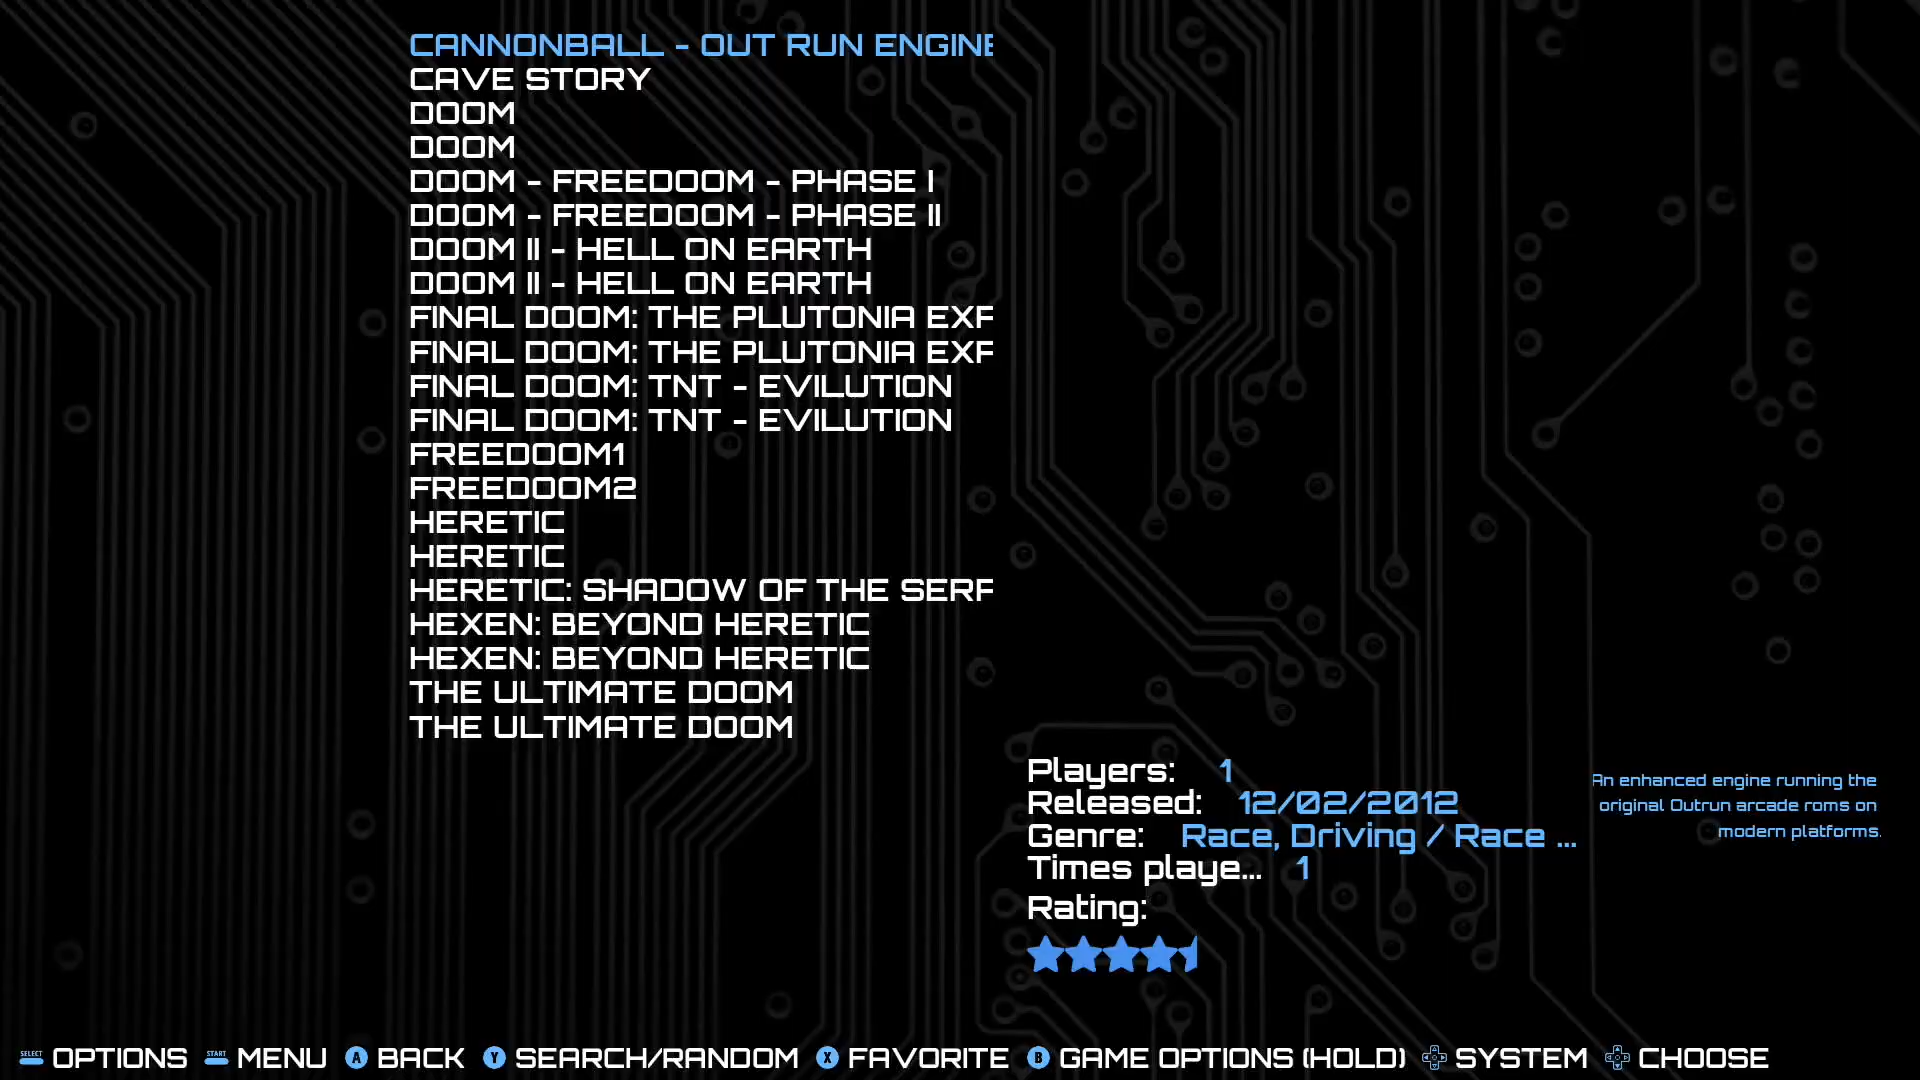 CANNONBALL - OUT RUN ENGINE
CAVE STORY
DOOM
DOOM
DOOM - FREEDOOM - PHASE I
DOOM - FREEDOOM - PHASE II
DOOM II - HELL ON EARTH
DOOM II - HELL ON EARTH
FINAL DOOM: THE PLUTONIA EXP
FINAL DOOM: THE PLUTONIA EXP
FINAL DOOM: TNT - EVILUTION
FINAL DOOM: TNT - EVILUTION
FREEDOOM1
FREEDOOM2
HERETIC
HERETIC
HERETIC: SHADOW OF THE SERP
HEXEN: BEYOND HERETIC
HEXEN: BEYOND HERETIC
THE ULTIMATE DOOM
THE ULTIMATE DOOM
Players: 1
Released: 12/02/2012
Genre: Race, Driving / Race ...
Times playe... 1
Rating:
An enhanced engine running the
original Outrun arcade roms on
modern platforms.
SELECT OPTIONS START MENU A BACK Y SEARCH/RANDOM X FAVORITE B GAME OPTIONS (HOLD) SYSTEM CHOOSE